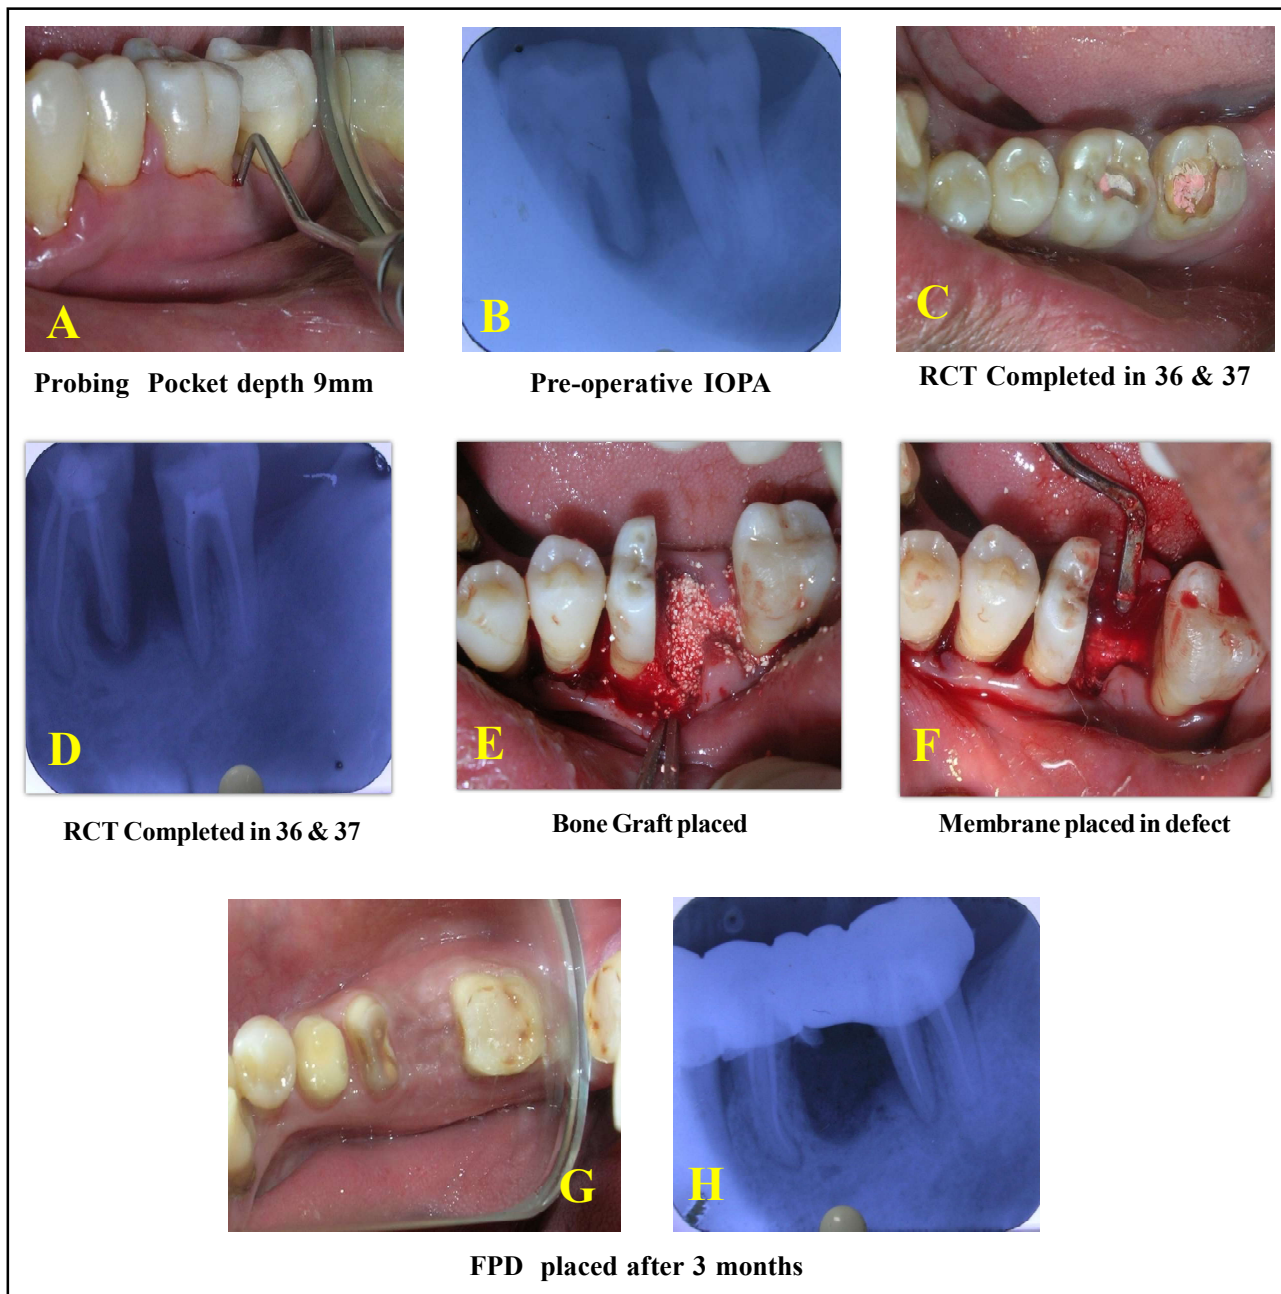 A
B
C
Probing Pocket depth 9mm
Pre-operative IOPA
RCT Completed in 36 & 37
D
E
F
RCT Completed in 36 & 37
Bone Graft placed
Membrane placed in defect
G
H
FPD placed after 3 months